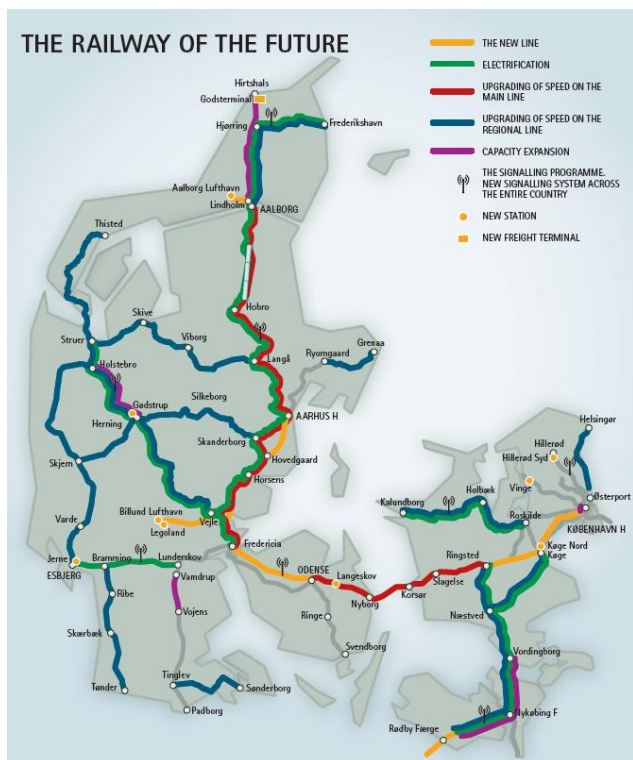 THE RAILWAY OF THE FUTURE
THE NEW LINE
ELECTRIFICATION
UPGRADING OF SPEED ON THE
MAIN LINE
UPGRADING OF SPEED ON THE
REGIONAL LINE
CAPACITY EXPANSION
THE SIGNALLING PROGRAMME.
NEW SIGNALLING SYSTEM ACROSS
THE ENTIRE COUNTRY
NEW STATION
NEW FREIGHT TERMINAL
Hirtshals
Godsterminal
Hjørring
Frederikshavn
Aalborg Lufthavn
Lindholm
AALBORG
Thisted
Hobro
Skive
Viborg
Struer
Langå
Ryomgaard
Grenaa
Holstebro
Gødstrup
Silkeborg
Herning
AARHUS H
Skanderborg
Hovedgaard
Skjern
Horsens
Helsingør
Hillerød
Hillerød Syd
Vinge
Østerport
KØBENHAVN H
Kalundborg
Holbæk
Roskilde
Billund Lufthavn
Legoland
Vejle
Varde
Fredericia
Køge Nord
Køge
Jerne
ESBJERG
Bramming
Lunderskov
Vamdrup
ODENSE
Langeskov
Ringsted
Slagelse
Korsør
Nyborg
Næstved
Ribe
Vojens
Ringe
Skærbæk
Svendborg
Vordingborg
Tønder
Tinglev
Sønderborg
Padborg
Nykøbing F
Rødby Færge